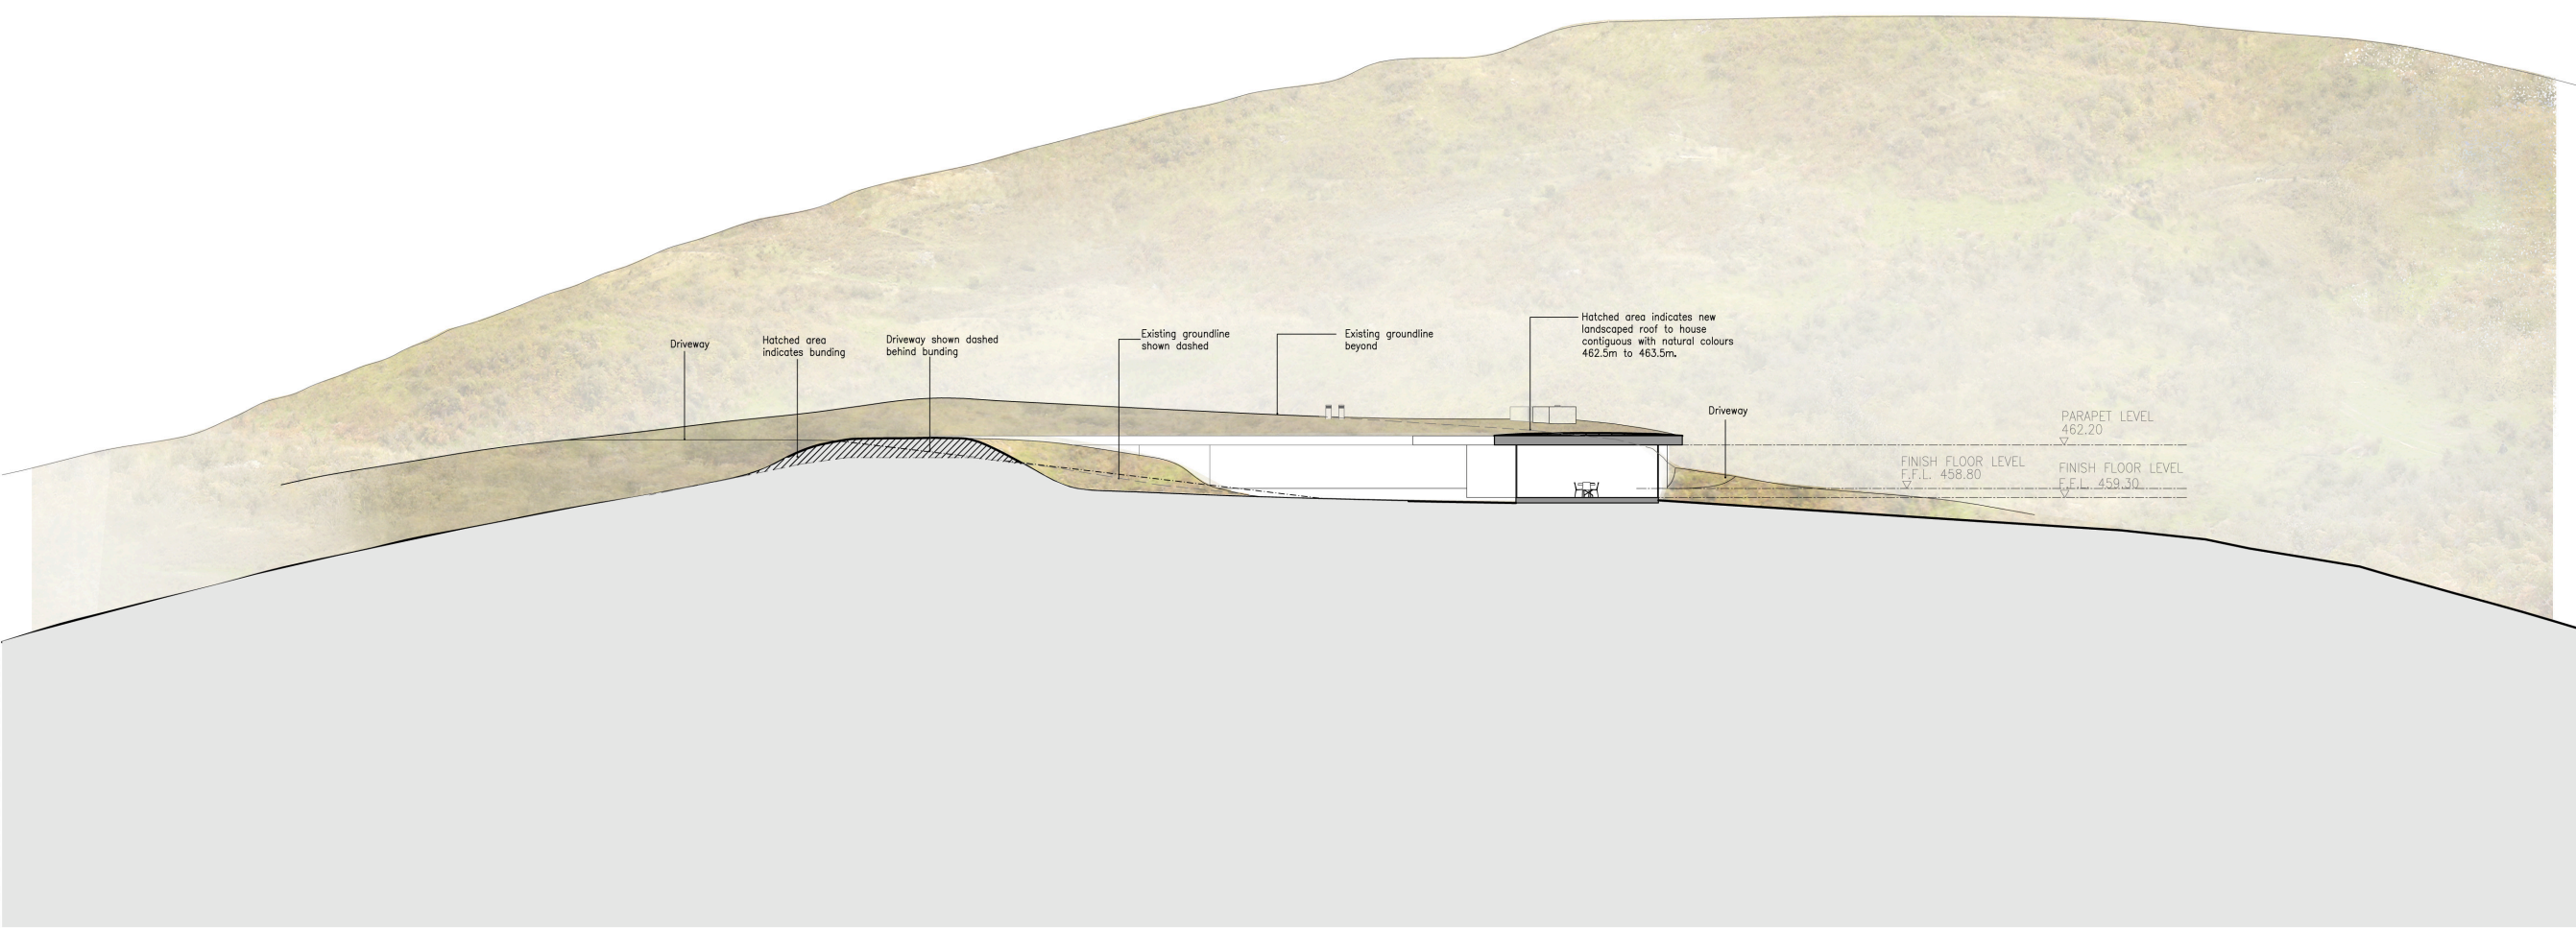 Driveway
Hatched area
indicates bunding
Driveway shown dashed
behind bunding
Existing groundline
shown dashed
Existing groundline
beyond
Hatched area indicates new
landscaped roof to house
contiguous with natural colours
462.5m to 463.5m.
Driveway
PARAPET LEVEL
462.20
FINISH FLOOR LEVEL
F.F.L. 458.80
FINISH FLOOR LEVEL
F.F.L. 459.30